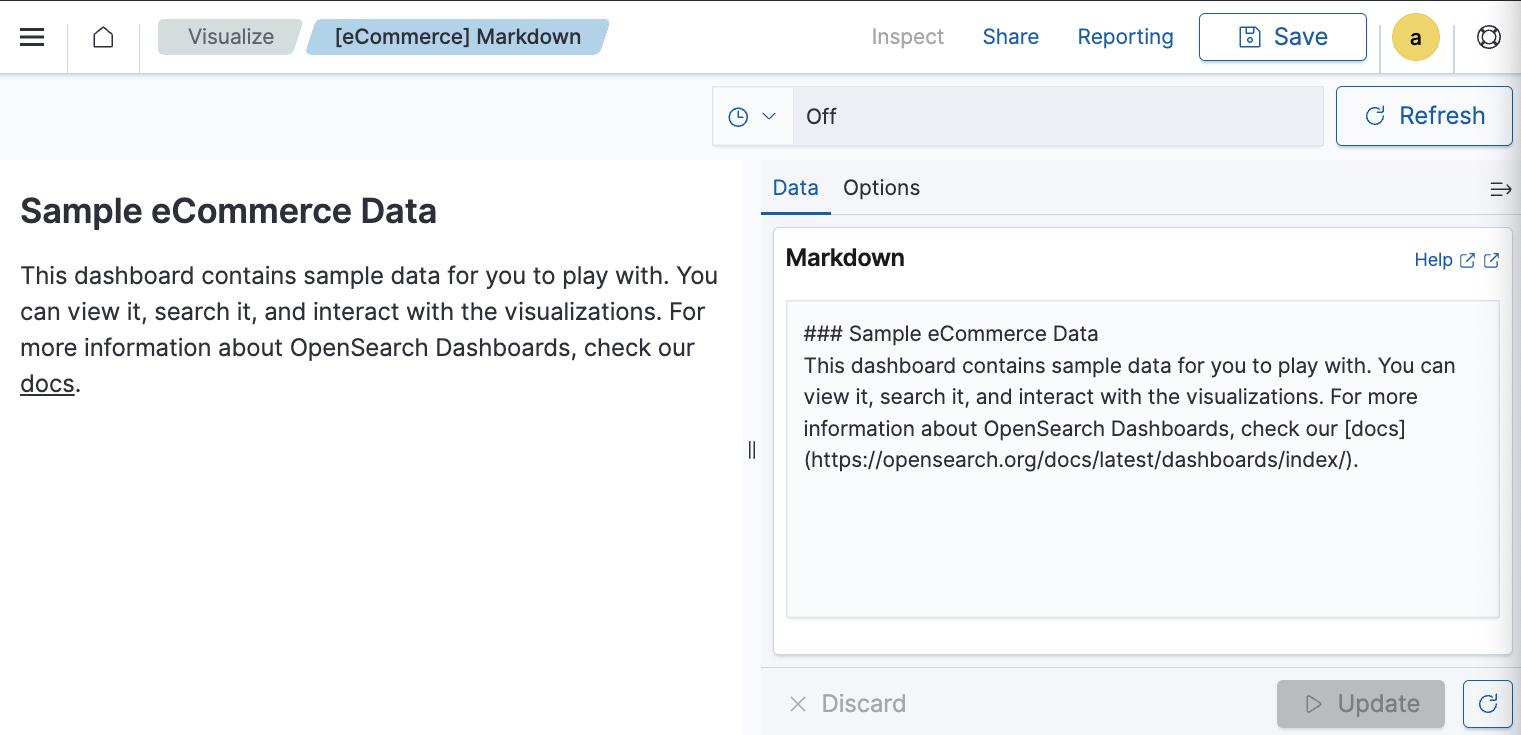 Visualize [eCommerce] Markdown Inspect Share Reporting Save a
Off Refresh
Sample eCommerce Data
This dashboard contains sample data for you to play with. You
can view it, search it, and interact with the visualizations. For
more information about OpenSearch Dashboards, check our
docs.
Data Options
Markdown Help
### Sample eCommerce Data
This dashboard contains sample data for you to play with. You can
view it, search it, and interact with the visualizations. For more
information about OpenSearch Dashboards, check our [docs]
(https://opensearch.org/docs/latest/dashboards/index/).
Discard Update